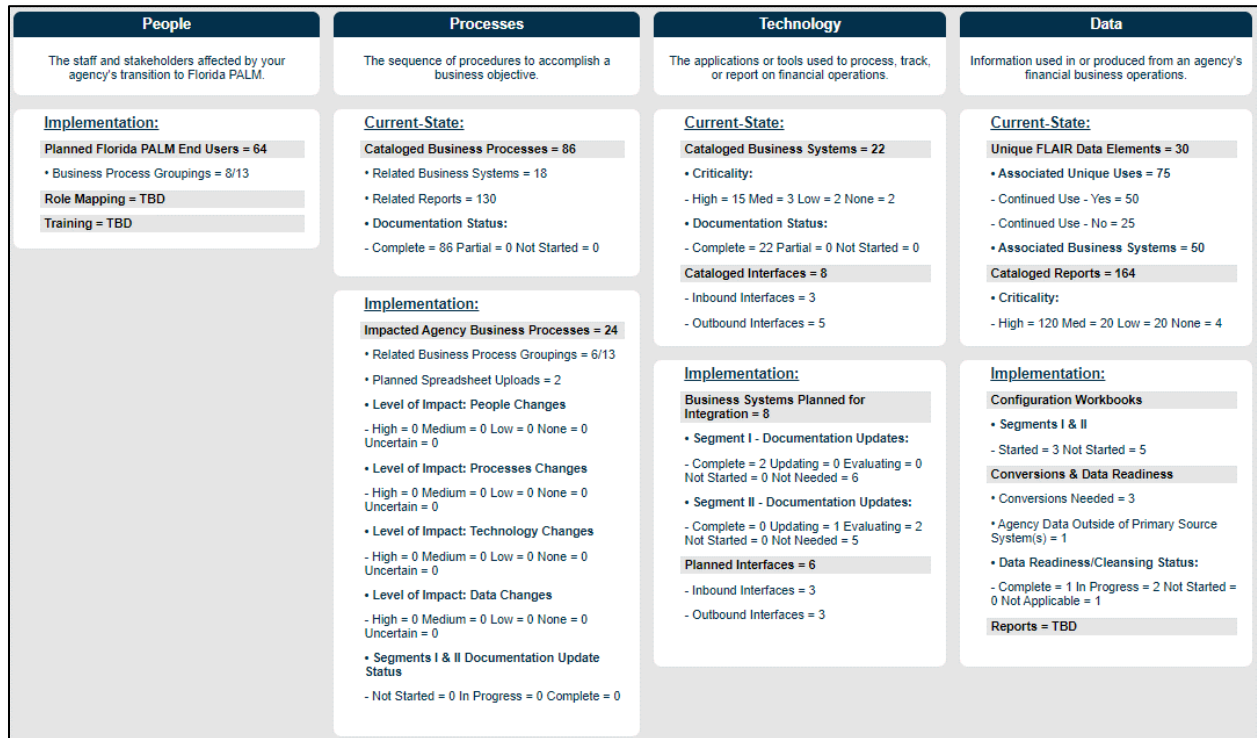 People
The staff and stakeholders affected by your
agency's transition to Florida PALM.
Implementation:
Planned Florida PALM End Users = 64
• Business Process Groupings = 8/13
Role Mapping = TBD
Training = TBD
Processes
The sequence of procedures to accomplish a
business objective.
Current-State:
Cataloged Business Processes = 86
• Related Business Systems = 18
• Related Reports = 130
• Documentation Status:
- Complete = 86 Partial = 0 Not Started = 0
Implementation:
Impacted Agency Business Processes = 24
• Related Business Process Groupings = 6/13
• Planned Spreadsheet Uploads = 2
• Level of Impact: People Changes
- High = 0 Medium = 0 Low = 0 None = 0
Uncertain = 0
• Level of Impact: Processes Changes
- High = 0 Medium = 0 Low = 0 None = 0
Uncertain = 0
• Level of Impact: Technology Changes
- High = 0 Medium = 0 Low = 0 None = 0
Uncertain = 0
• Level of Impact: Data Changes
- High = 0 Medium = 0 Low = 0 None = 0
Uncertain = 0
• Segments I & II Documentation Update
Status
- Not Started = 0 In Progress = 0 Complete = 0
Technology
The applications or tools used to process, track,
or report on financial operations.
Current-State:
Cataloged Business Systems = 22
• Criticality:
- High = 15 Med = 3 Low = 2 None = 2
• Documentation Status:
- Complete = 22 Partial = 0 Not Started = 0
Cataloged Interfaces = 8
- Inbound Interfaces = 3
- Outbound Interfaces = 5
Implementation:
Business Systems Planned for
Integration = 8
• Segment I - Documentation Updates:
- Complete = 2 Updating = 0 Evaluating = 0
Not Started = 0 Not Needed = 6
• Segment II - Documentation Updates:
- Complete = 0 Updating = 1 Evaluating = 2
Not Started = 0 Not Needed = 5
Planned Interfaces = 6
- Inbound Interfaces = 3
- Outbound Interfaces = 3
Data
Information used in or produced from an agency's
financial business operations.
Current-State:
Unique FLAIR Data Elements = 30
• Associated Unique Uses = 75
- Continued Use - Yes = 50
- Continued Use - No = 25
• Associated Business Systems = 50
Cataloged Reports = 164
• Criticality:
- High = 120 Med = 20 Low = 20 None = 4
Implementation:
Configuration Workbooks
• Segments I & II
- Started = 3 Not Started = 5
Conversions & Data Readiness
• Conversions Needed = 3
• Agency Data Outside of Primary Source
System(s) = 1
• Data Readiness/Cleansing Status:
- Complete = 1 In Progress = 2 Not Started =
0 Not Applicable = 1
Reports = TBD